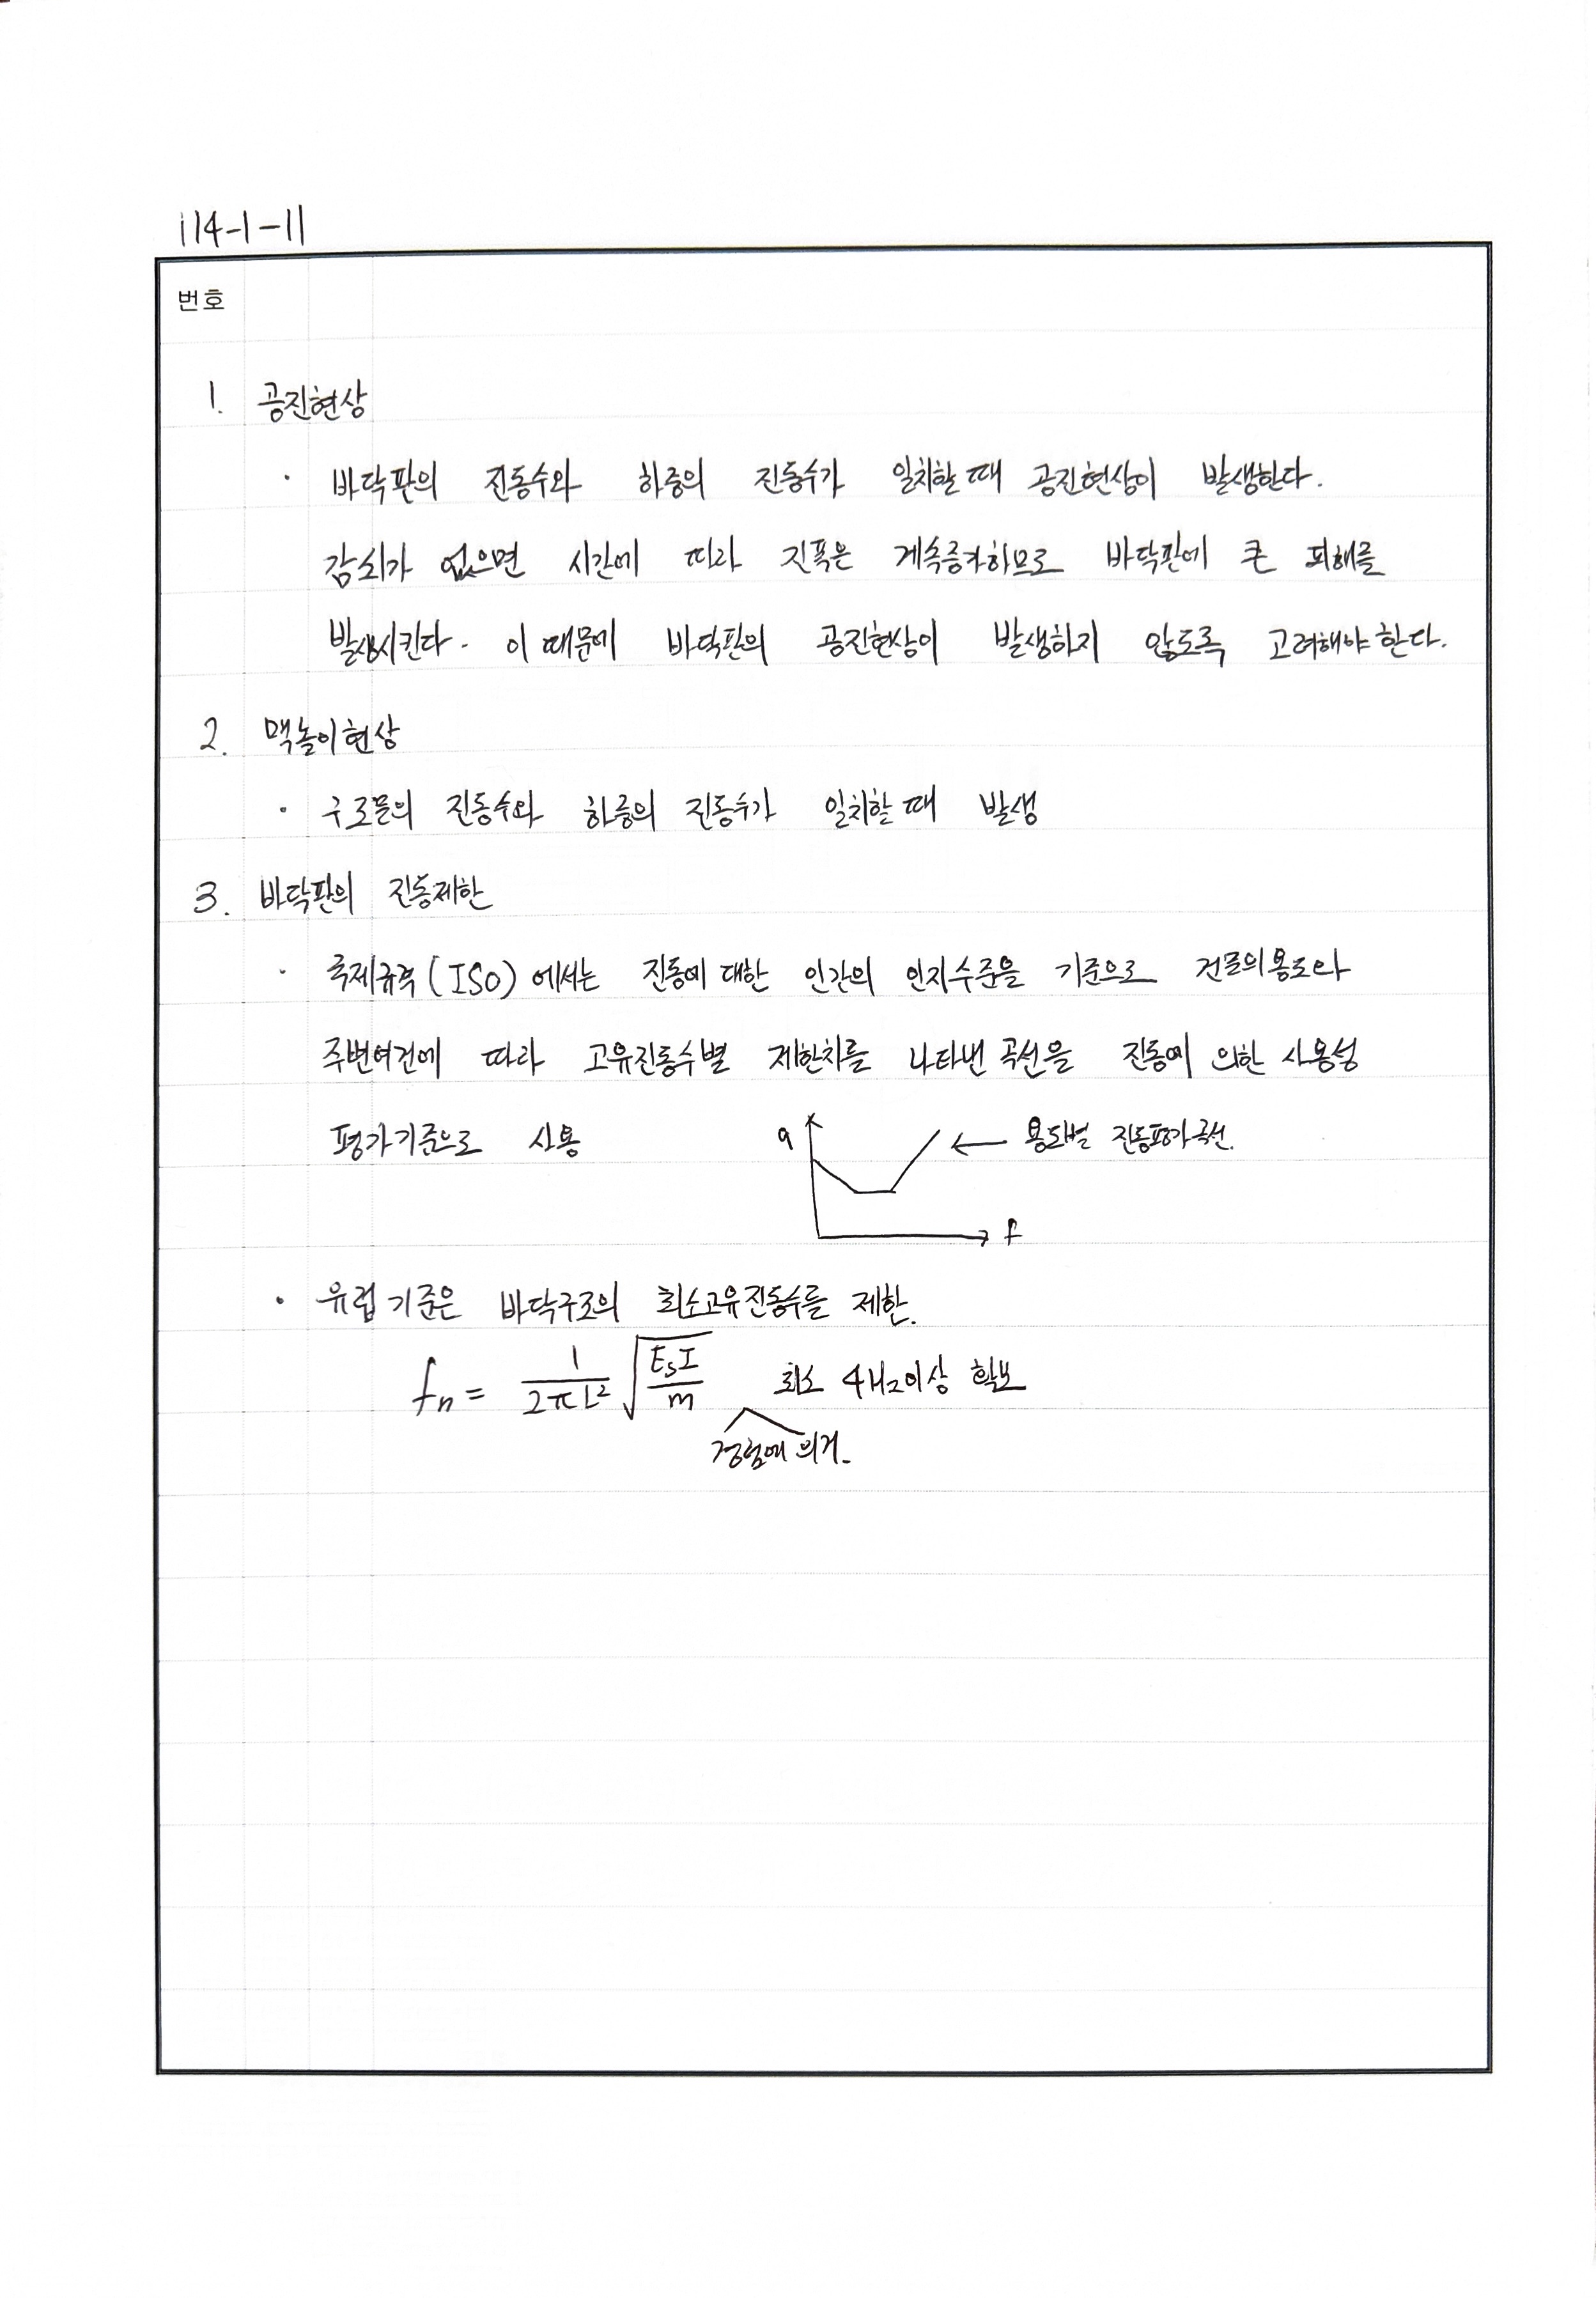 114-1-11
번호
1. 공진현상
· 바닥판의 진동수와 하중의 진동수가 일치할 때 공진현상이 발생한다.
감쇠가 없으면 시간에 따라 진폭은 계속증가하므로 바닥판에 큰 피해를
발생시킨다. 이 때문에 바닥판의 공진현상이 발생하지 않도록 고려해야한다.
2. 맥놀이현상
· 구조물의 진동수와 하중의 진동수가 일치할 때 발생
3. 바닥판의 진동제한
· 국제규격(ISO)에서는 진동에 대한 인간의 인지수준을 기준으로 건물의용도와
주변여건에 따라 고유진동수별 제한치를 나타낸 곡선을 진동에 의한 사용성
평가기준으로 사용
a ← 용도별 진동평가곡선.
f
· 유럽기준은 바닥구조의 최소고유진동수를 제한.
fn = 1/2πL² √EsI/m 최소 4Hz이상 확보
경험에 의거.